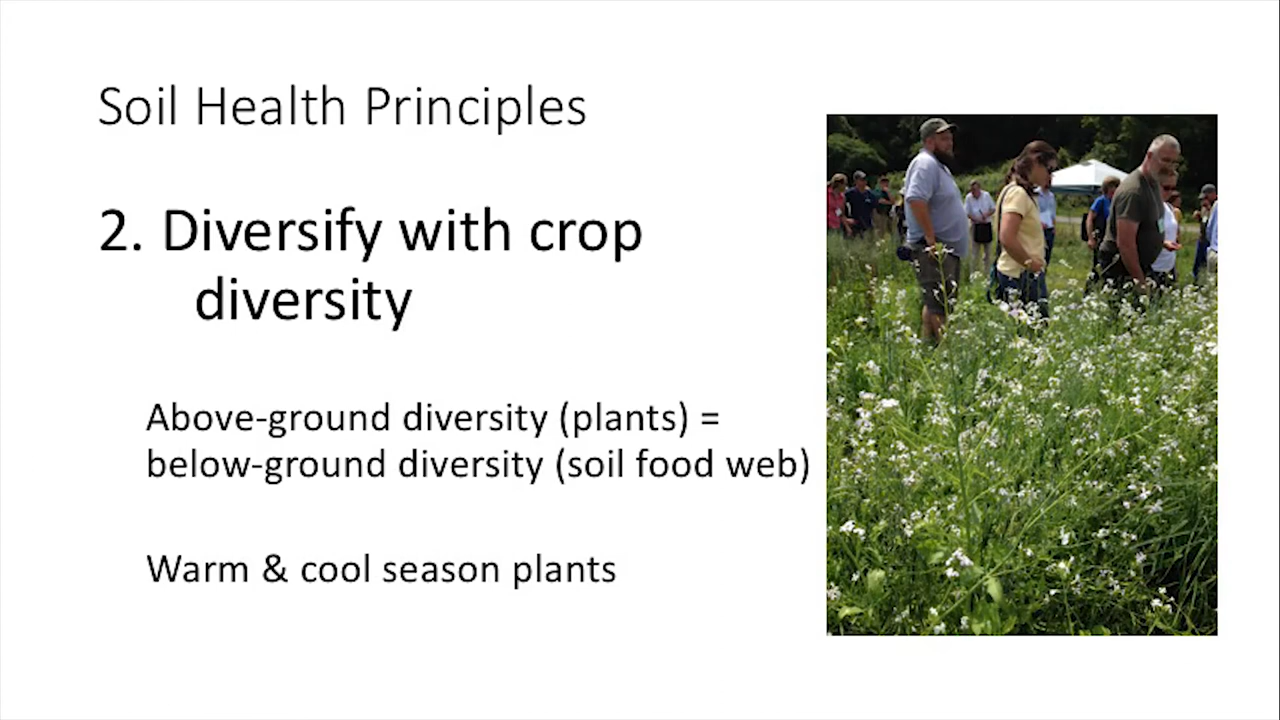 Soil Health Principles
2. Diversify with crop
diversity
Above-ground diversity (plants) =
below-ground diversity (soil food web)
Warm & cool season plants